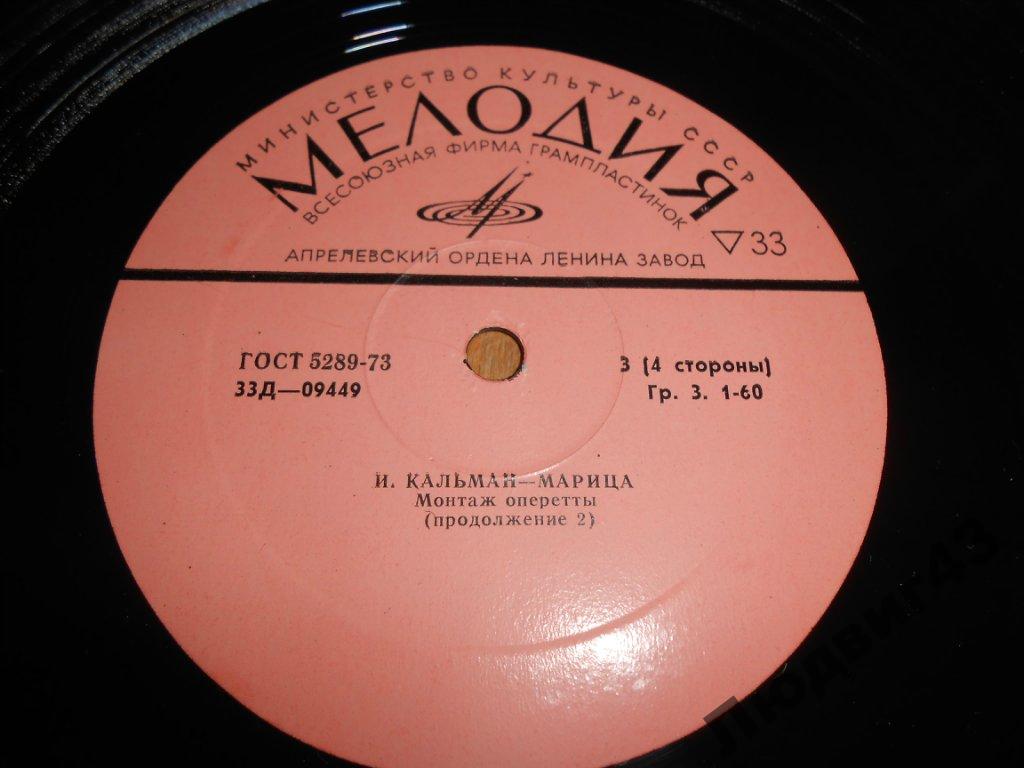 МИНИСТЕРСТВО КУЛЬТУРЫ СССР
МЕЛОДИЯ
ВСЕСОЮЗНАЯ ФИРМА ГРАМПЛАСТИНОК
▽33
АПРЕЛЕВСКИЙ ОРДЕНА ЛЕНИНА ЗАВОД
ГОСТ 5289-73
33Д—09449
3 (4 стороны)
Гр. 3. 1-60
И. КАЛЬМАН—МАРИЦА
Монтаж оперетты
(продолжение 2)
Людвиг43